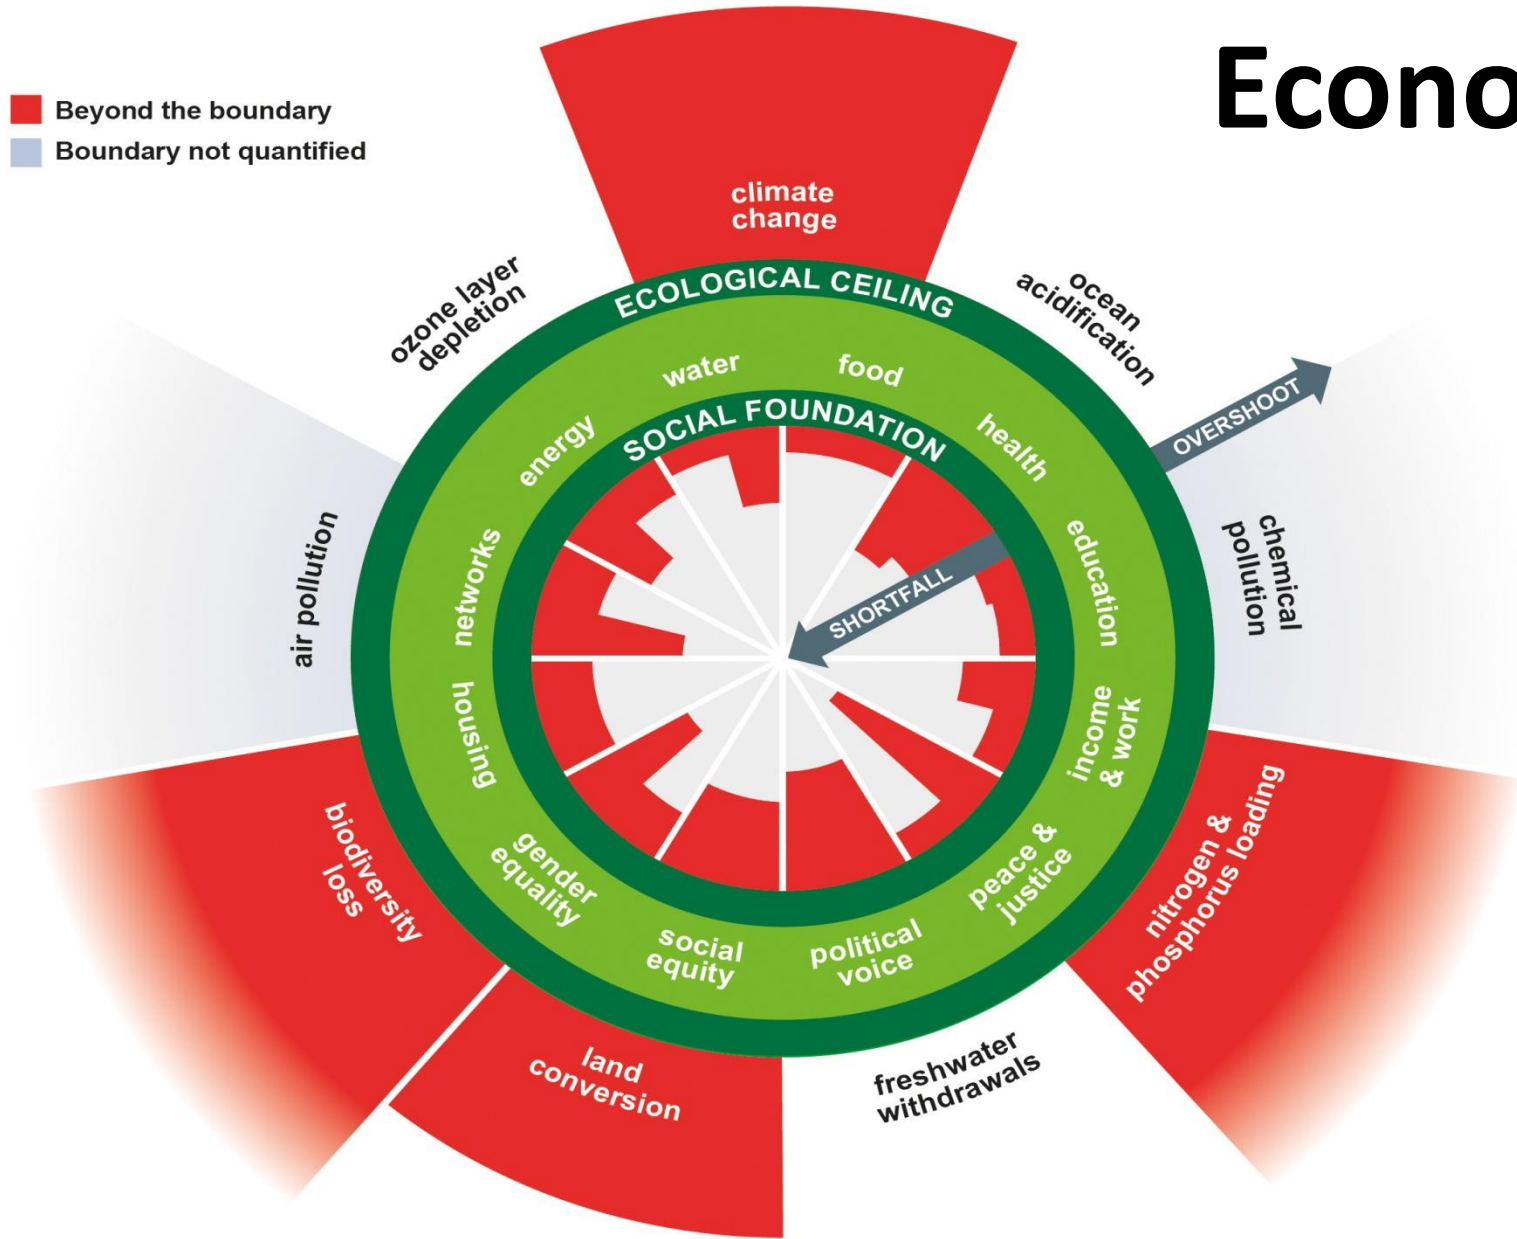 Econo
Beyond the boundary
Boundary not quantified
climate
change
ozone layer
depletion
ocean
acidification
ECOLOGICAL CEILING
water
food
SOCIAL FOUNDATION
energy
health
OVERSHOOT
networks
education
SHORTFALL
air pollution
chemical
pollution
housing
income
& work
biodiversity
loss
nitrogen &
phosphorus loading
gender
equality
peace &
justice
social
equity
political
voice
land
conversion
freshwater
withdrawals